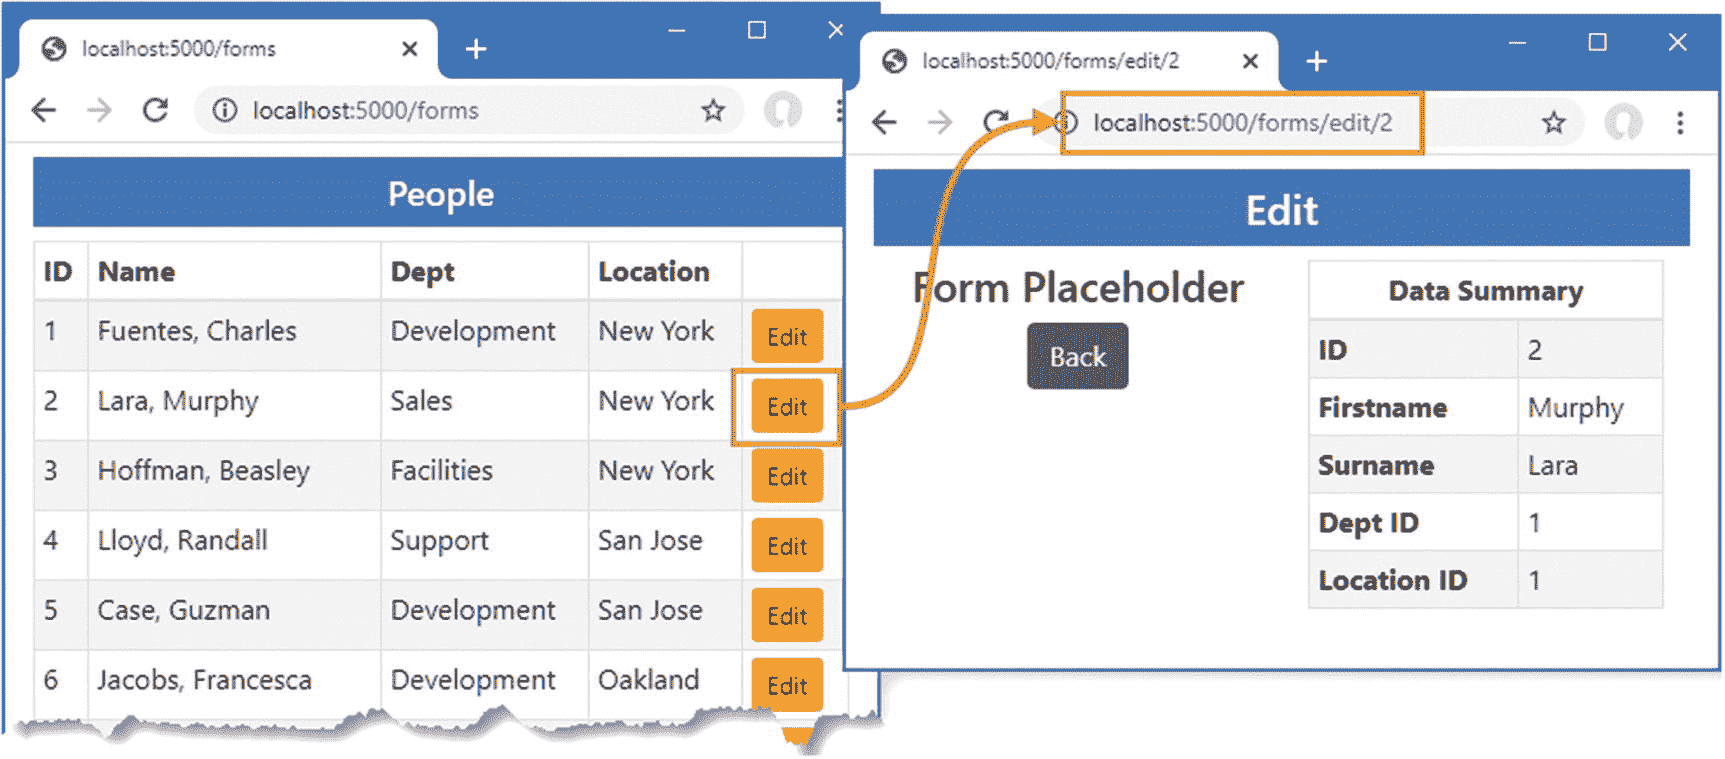 localhost:5000/forms
localhost:5000/forms
People
ID Name Dept Location
1 Fuentes, Charles Development New York Edit
2 Lara, Murphy Sales New York Edit
3 Hoffman, Beasley Facilities New York Edit
4 Lloyd, Randall Support San Jose Edit
5 Case, Guzman Development San Jose Edit
6 Jacobs, Francesca Development Oakland Edit
localhost:5000/forms/edit/2
localhost:5000/forms/edit/2
Edit
Form Placeholder
Back
Data Summary
ID 2
Firstname Murphy
Surname Lara
Dept ID 1
Location ID 1